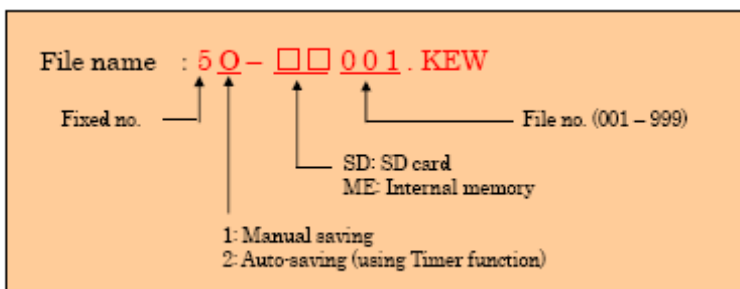 File name : 5 O – □□ 0 0 1 . KEW
Fixed no.
File no. (001 – 999)
SD: SD card
ME: Internal memory
1: Manual saving
2: Auto-saving (using Timer function)